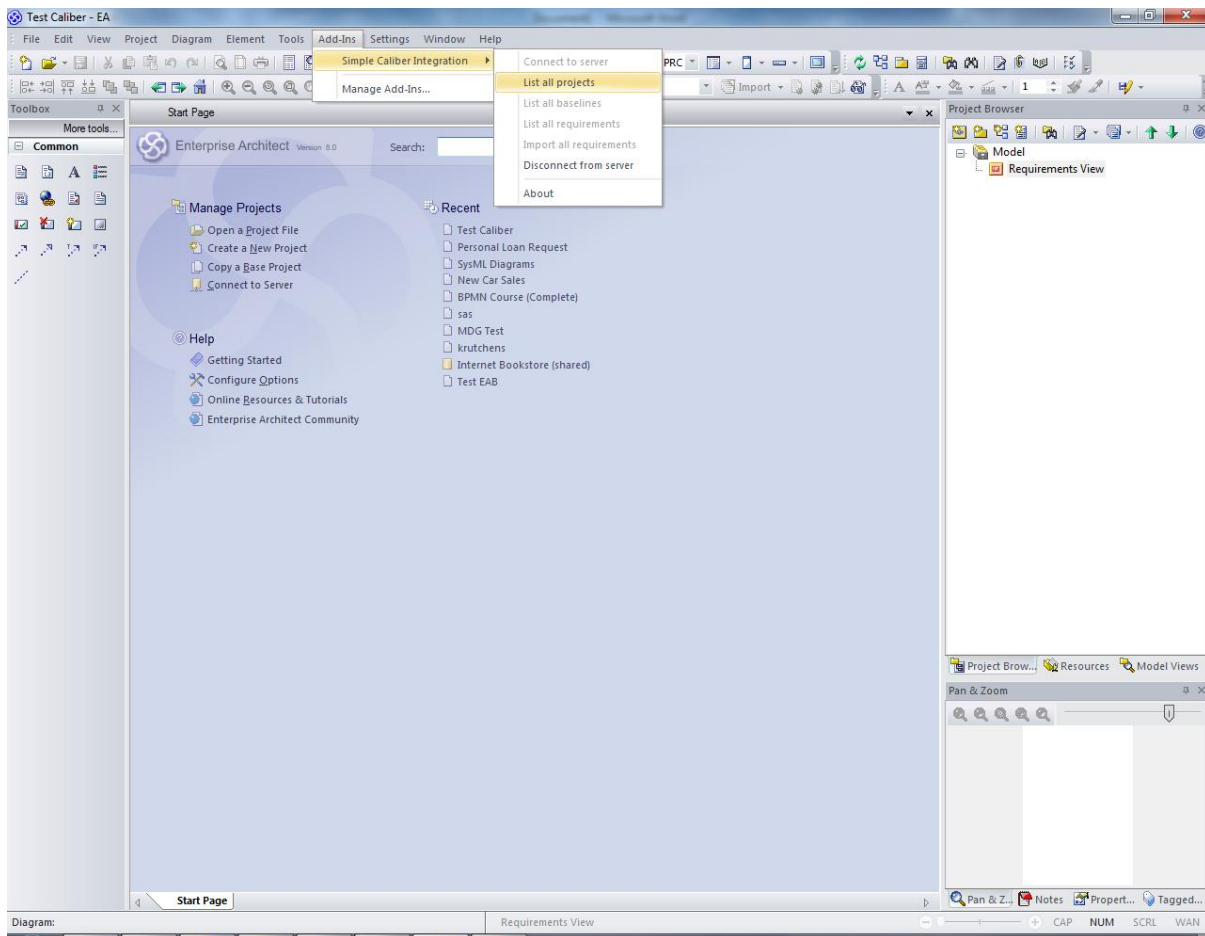 Test Caliber - EA
File Edit View Project Diagram Element Tools Add-Ins Settings Window Help
Simple Caliber Integration
Manage Add-Ins...
Connect to server
List all projects
List all baselines
List all requirements
Import all requirements
Disconnect from server
About
PRC
Import
1
Toolbox
More tools...
Common
Start Page
Enterprise Architect Version 8.0 Search:
Manage Projects
Open a Project File
Create a New Project
Copy a Base Project
Connect to Server
Help
Getting Started
Configure Options
Online Resources & Tutorials
Enterprise Architect Community
Recent
Test Caliber
Personal Loan Request
SysML Diagrams
New Car Sales
BPMN Course (Complete)
sas
MDG Test
krutchens
Internet Bookstore (shared)
Test EAB
Project Browser
Model
Requirements View
Project Brow... Resources Model Views
Pan & Zoom
Pan & Z... Notes Propert... Tagged...
Start Page
Diagram: Requirements View CAP NUM SCRL WAN